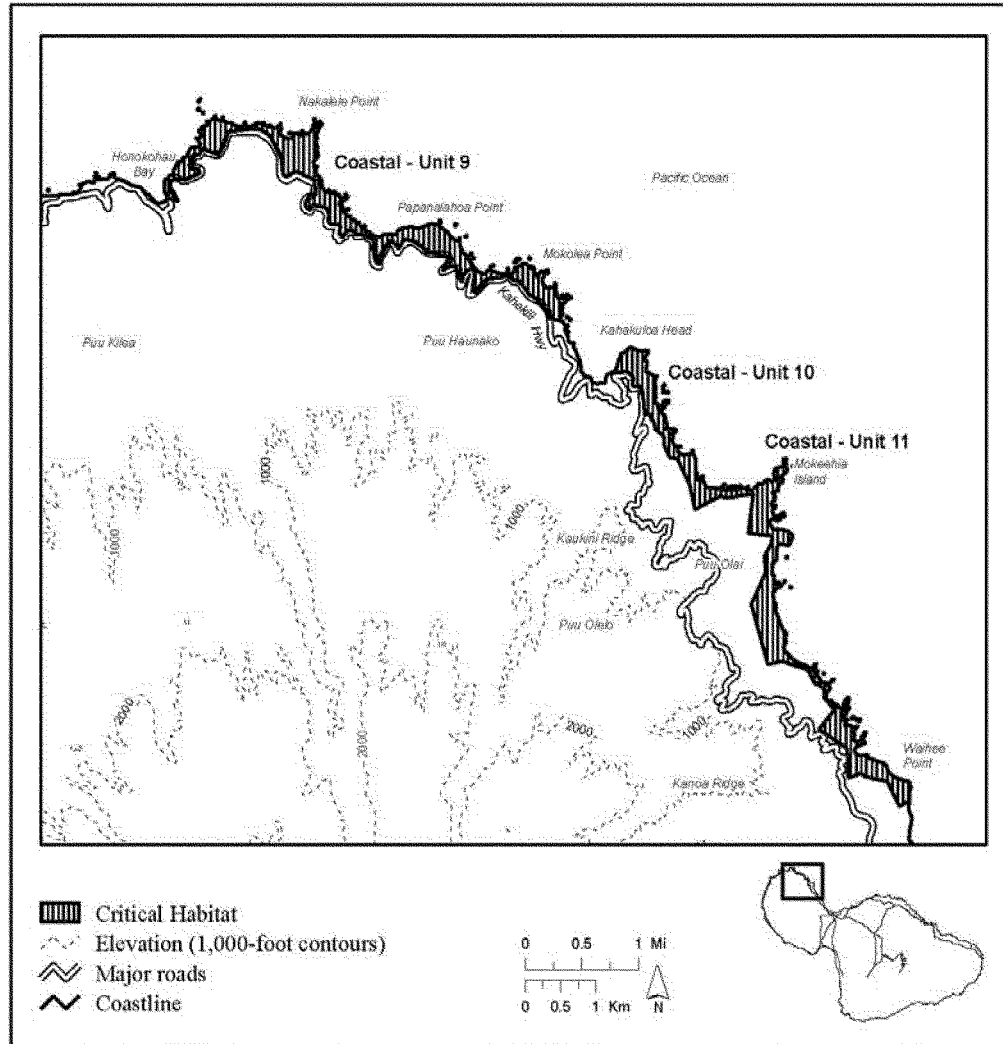 Nakalele Point
Honokohau
Bay
Coastal - Unit 9
Pacific Ocean
Papanalahoa Point
Mokolea Point
Kahekili Hwy
Kahakuloa Head
Puu Kilea
Puu Haunako
Coastal - Unit 10
Coastal - Unit 11
Mokeehia
Island
1000
1000
1000
Kaukini Ridge
Puu Olai
Puu Olelo
2000
2000
2000
1000
Waihee
Point
Kanoa Ridge
Critical Habitat
Elevation (1,000-foot contours)
Major roads
Coastline
0 0.5 1 Mi
0 0.5 1 Km
N